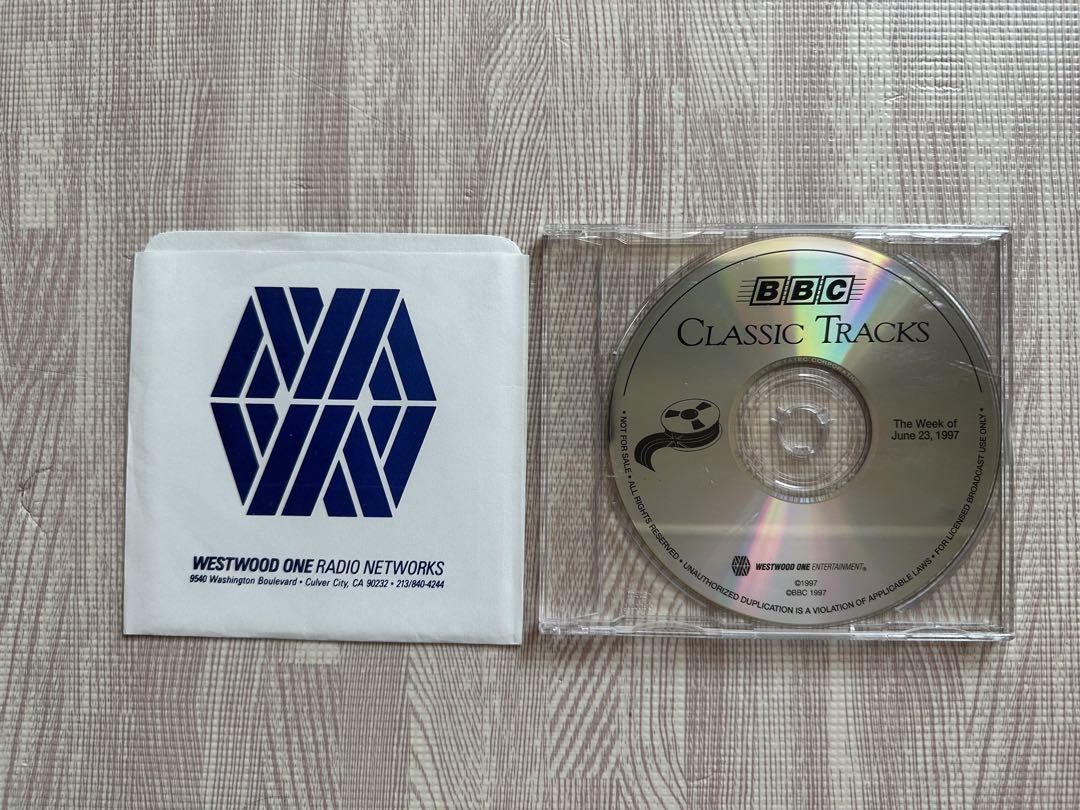 WESTWOOD ONE RADIO NETWORKS
9540 Washington Boulevard • Culver City, CA 90232 • 213/840-4244
BBC
CLASSIC TRACKS
The Week of
June 23, 1997
WESTWOOD ONE ENTERTAINMENT®
©1997
©BBC 1997
• NOT FOR SALE • ALL RIGHTS RESERVED • UNAUTHORIZED DUPLICATION IS A VIOLATION OF APPLICABLE LAWS • FOR LICENSED BROADCAST USE ONLY •